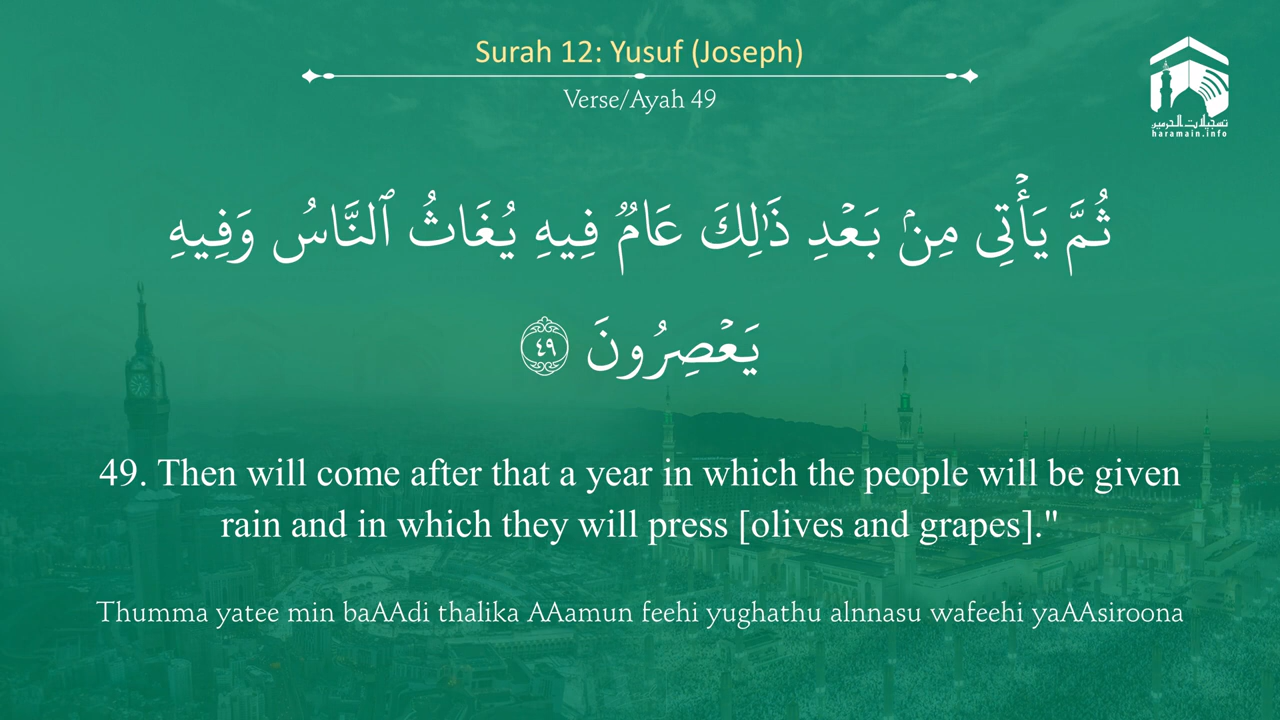 Surah 12: Yusuf (Joseph)
Verse/Ayah 49
تسجيلات الحرمين
haramain.info
ثُمَّ يَأۡتِي مِنۢ بَعۡدِ ذَٰلِكَ عَامٞ فِيهِ يُغَاثُ ٱلنَّاسُ وَفِيهِ
يَعۡصِرُونَ ٤٩
49. Then will come after that a year in which the people will be given
rain and in which they will press [olives and grapes]."
Thumma yatee min baAAdi thalika AAamun feehi yughathu alnnasu wafeehi yaAAsiroona